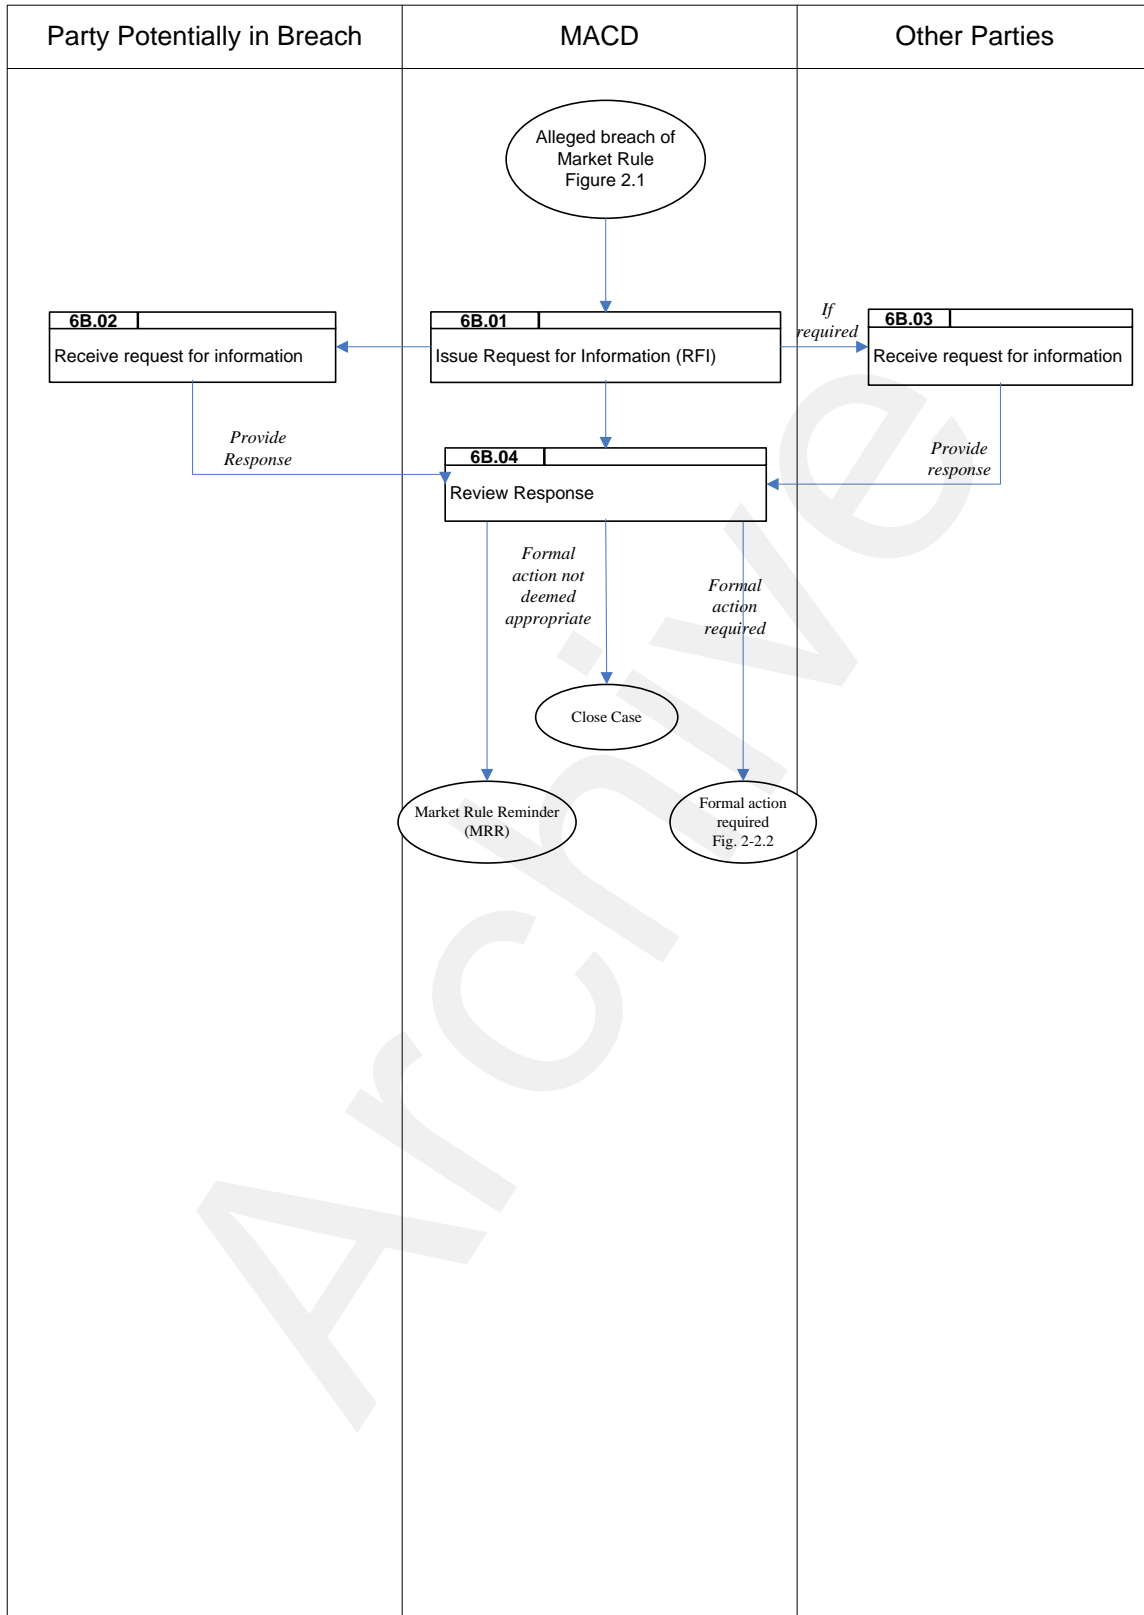 Party Potentially in Breach
MACD
Other Parties
Alleged breach of
Market Rule
Figure 2.1
6B.02
Receive request for information
6B.01
Issue Request for Information (RFI)
If
required
6B.03
Receive request for information
Provide
Response
6B.04
Review Response
Provide
response
Formal
action not
deemed
appropriate
Formal
action
required
Close Case
Market Rule Reminder
(MRR)
Formal action
required
Fig. 2-2.2
Archive